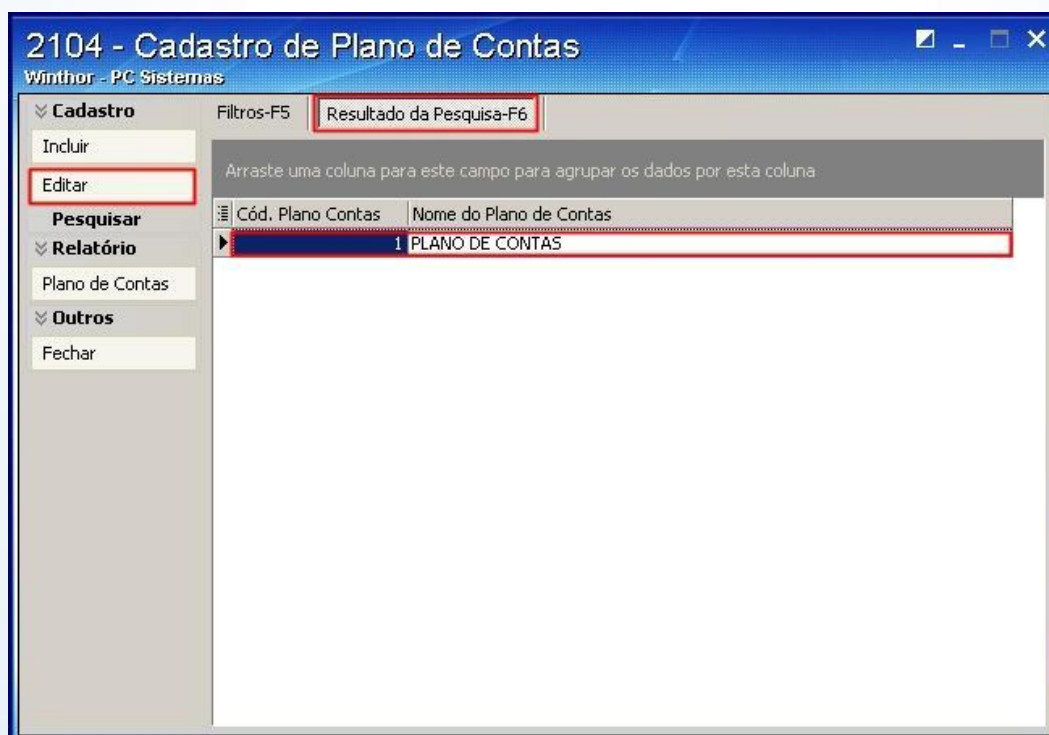 2104 - Cadastro de Plano de Contas
Winthor - PC Sistemas
Cadastro
Incluir
Editar
Pesquisar
Relatório
Plano de Contas
Outros
Fechar
Filtros-F5 Resultado da Pesquisa-F6
Arraste uma coluna para este campo para agrupar os dados por esta coluna
Cód. Plano Contas Nome do Plano de Contas
1 PLANO DE CONTAS